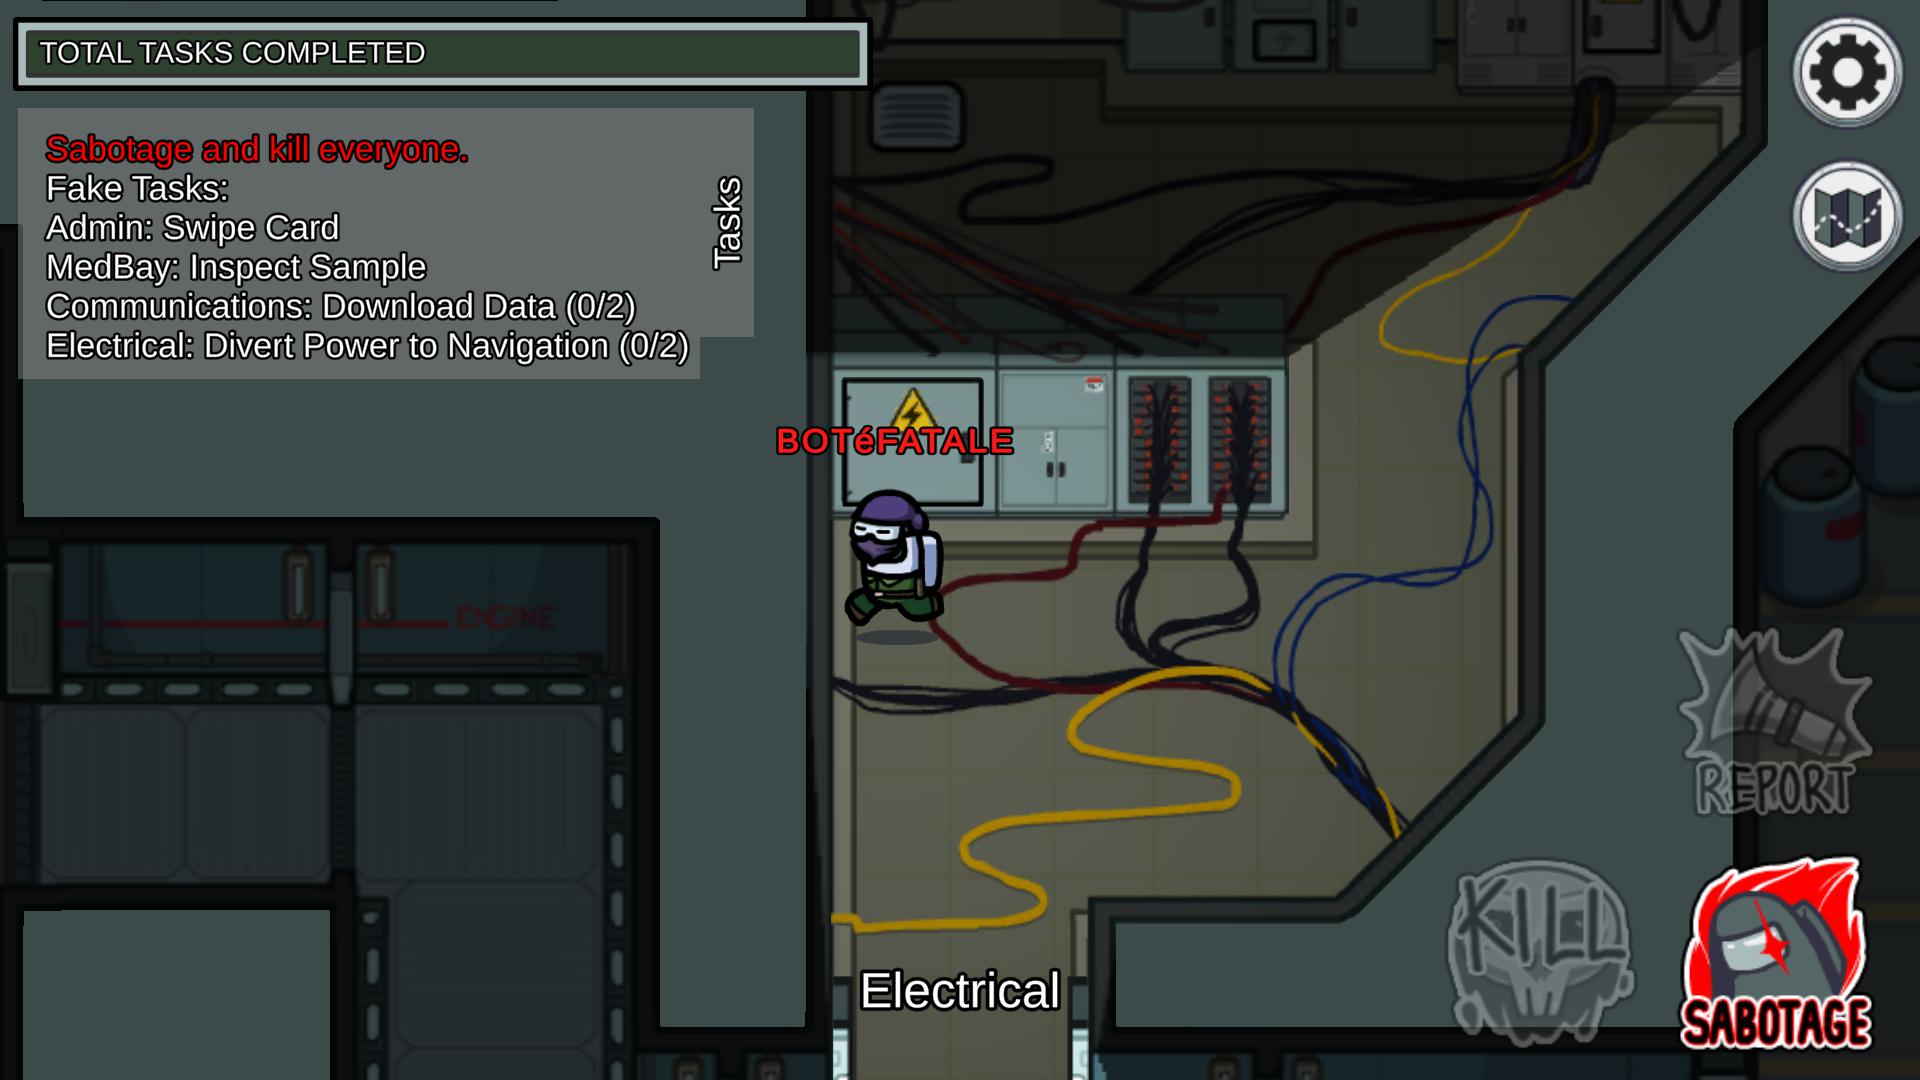 TOTAL TASKS COMPLETED
Sabotage and kill everyone.
Fake Tasks:
Admin: Swipe Card
MedBay: Inspect Sample
Communications: Download Data (0/2)
Electrical: Divert Power to Navigation (0/2)
Tasks
BOTéFATALE
ENGINE
REPORT
KILL
Electrical
SABOTAGE